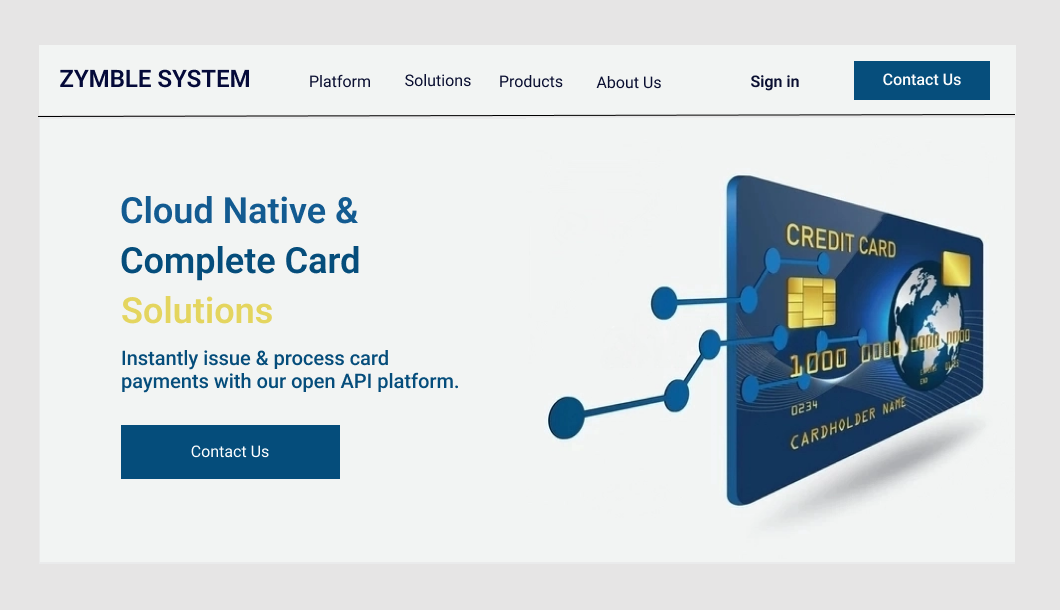 ZYMBLE SYSTEM
Platform Solutions Products About Us Sign in Contact Us
Cloud Native &
Complete Card
Solutions
Instantly issue & process card
payments with our open API platform.
Contact Us
CREDIT CARD
1000 0000 0000 0000
0234
CARDHOLDER NAME